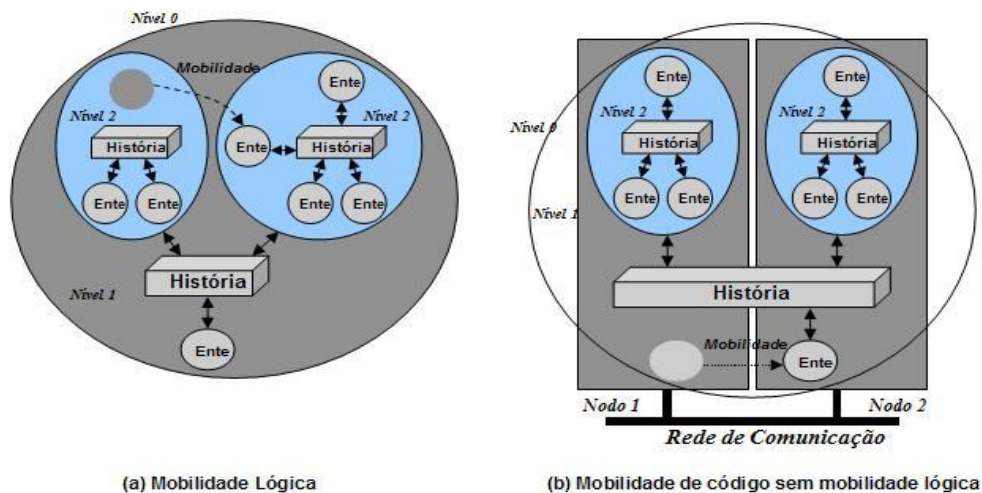 Nível 0
Mobilidade
Ente
Nível 2
Nível 2
História
Ente
História
Ente
Ente
Ente
Ente
História
Nível 1
Ente
(a) Mobilidade Lógica
Ente
Ente
Nível 2
Nível 2
Nível 0
História
História
Ente
Ente
Ente
Ente
Nível 1
História
Mobilidade
Ente
Nodo 1
Nodo 2
Rede de Comunicação
(b) Mobilidade de código sem mobilidade lógica